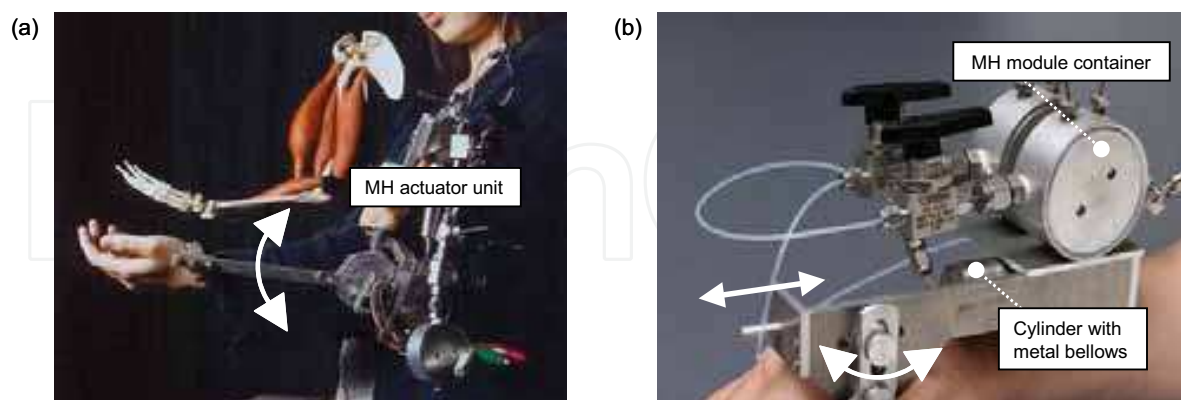 (a)
MH actuator unit
(b)
MH module container
Cylinder with
metal bellows